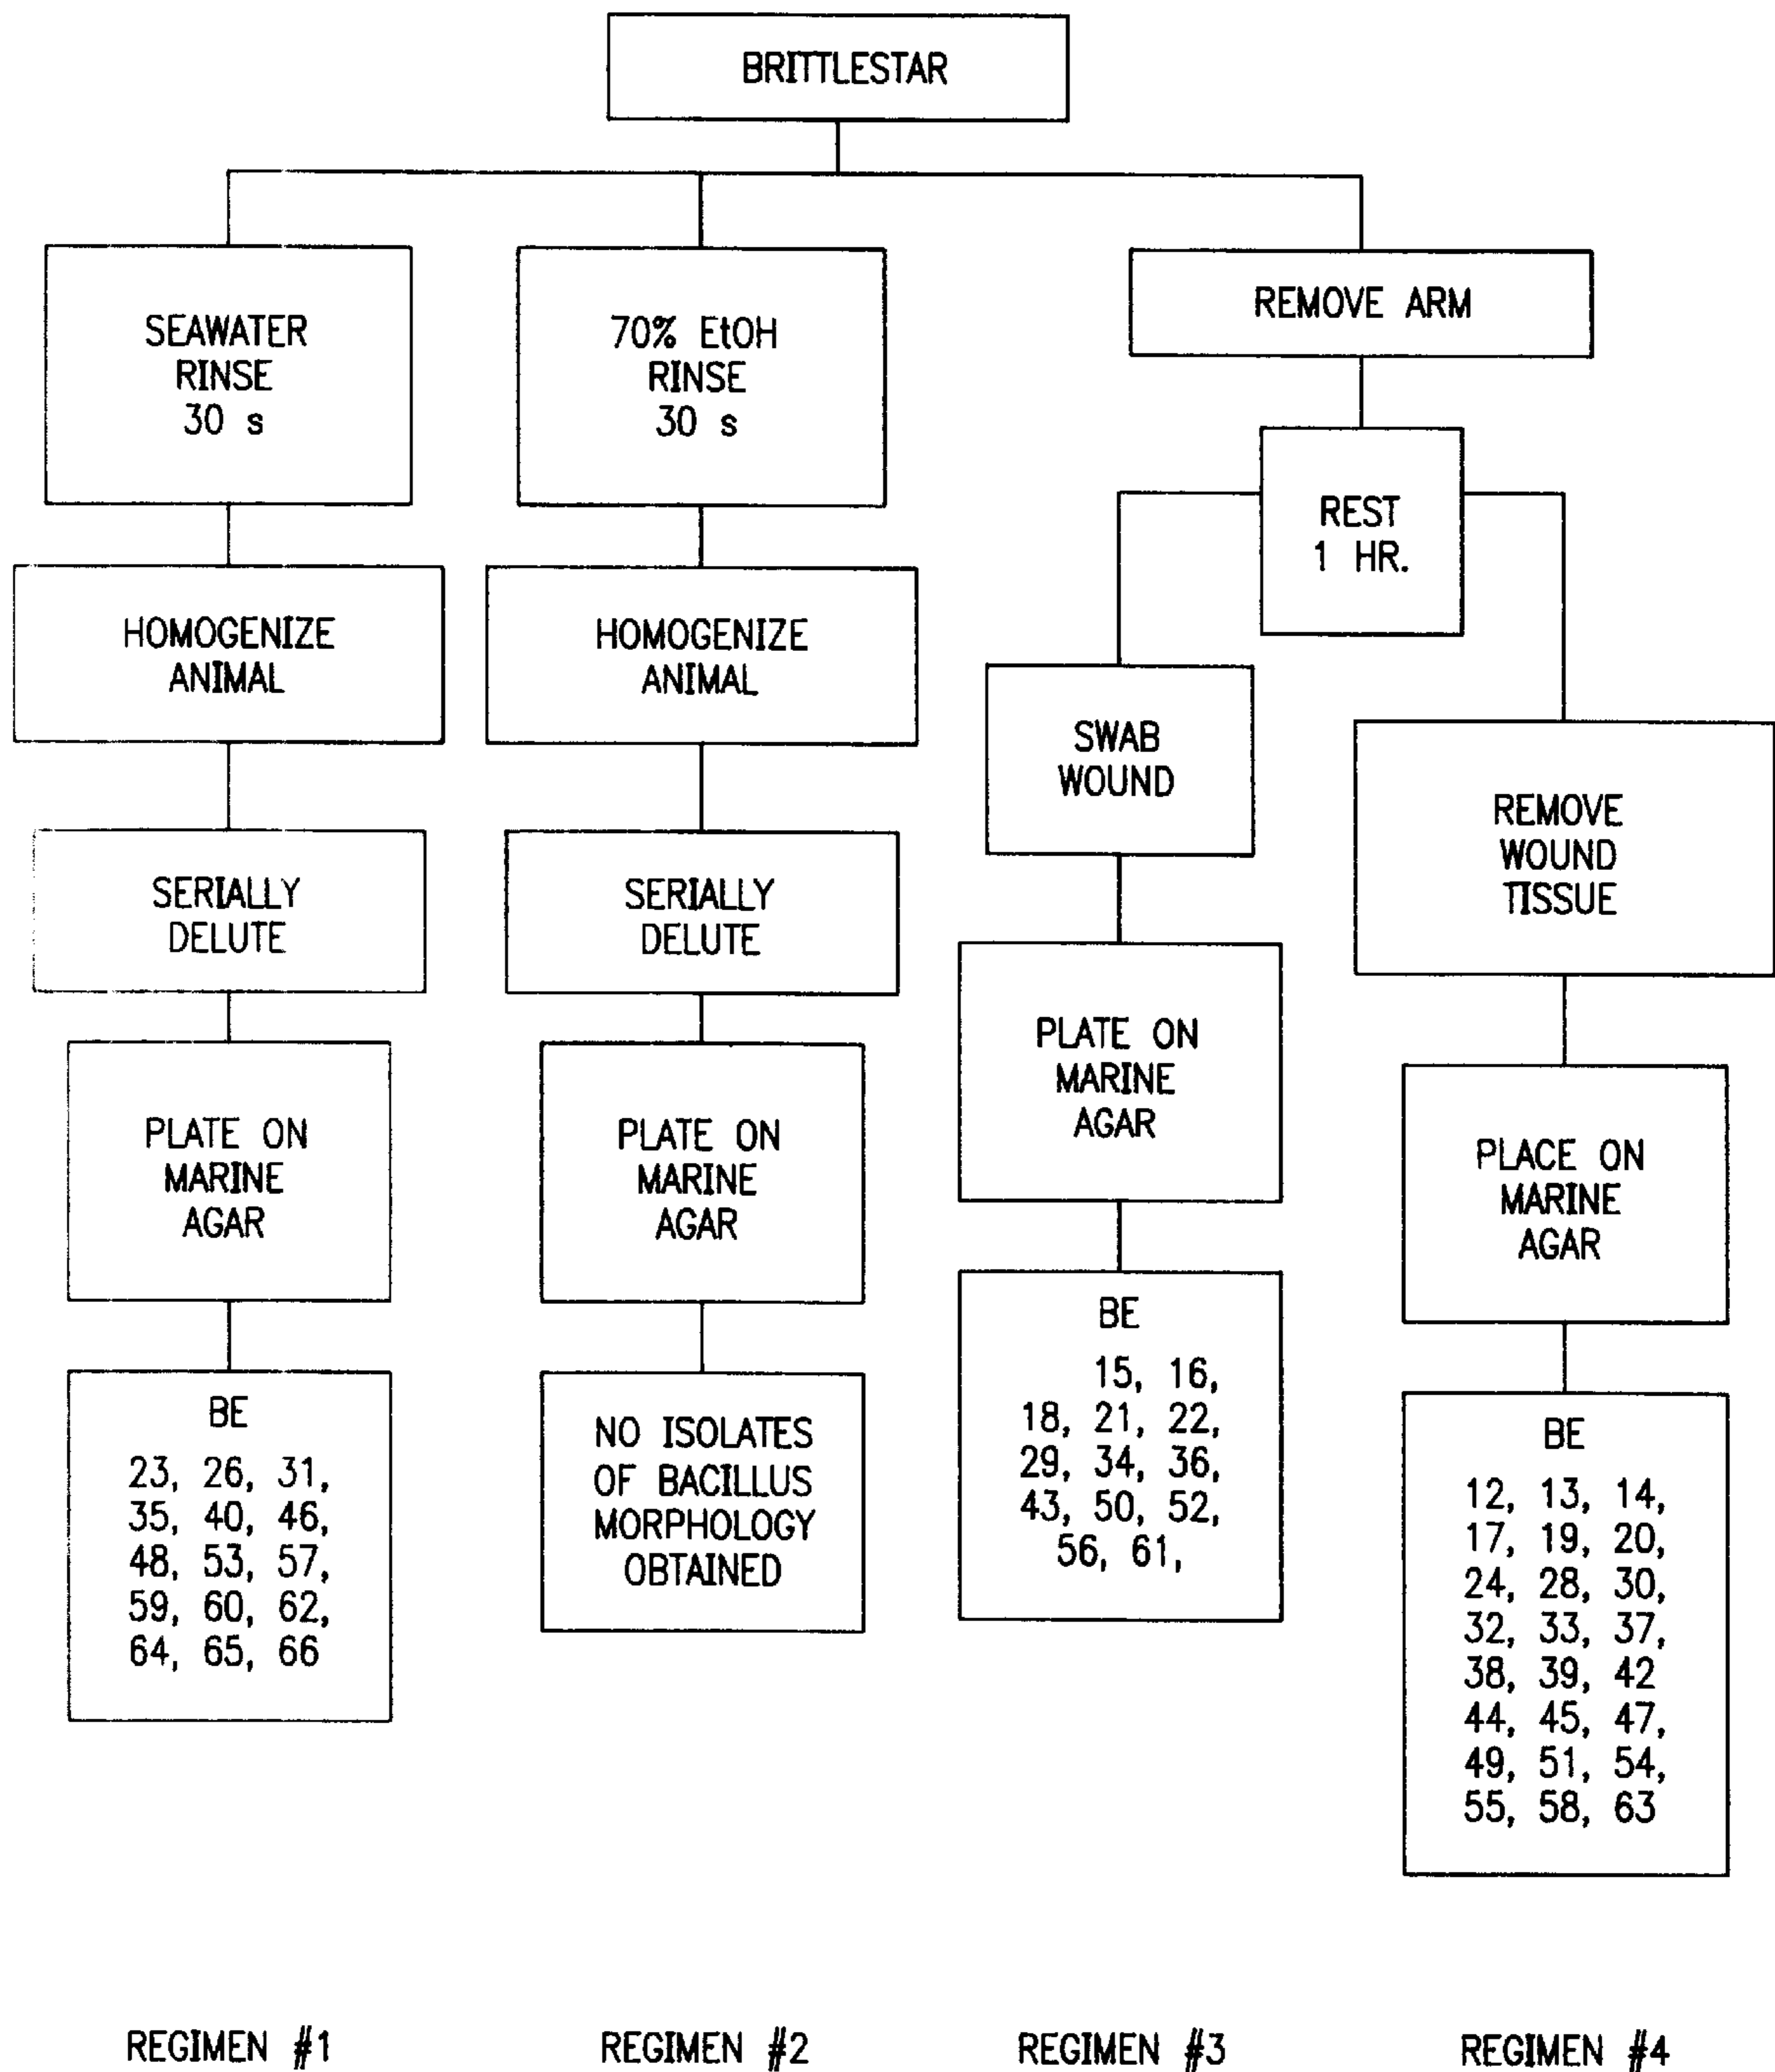 BRITTLESTAR
SEAWATER
RINSE
30 s
HOMOGENIZE
ANIMAL
SERIALLY
DELUTE
PLATE ON
MARINE
AGAR
BE
23, 26, 31,
35, 40, 46,
48, 53, 57,
59, 60, 62,
64, 65, 66
REGIMEN #1
70% EtOH
RINSE
30 s
HOMOGENIZE
ANIMAL
SERIALLY
DELUTE
PLATE ON
MARINE
AGAR
NO ISOLATES
OF BACILLUS
MORPHOLOGY
OBTAINED
REGIMEN #2
REMOVE ARM
REST
1 HR.
SWAB
WOUND
PLATE ON
MARINE
AGAR
BE
15, 16,
18, 21, 22,
29, 34, 36,
43, 50, 52,
56, 61,
REGIMEN #3
REMOVE
WOUND
TISSUE
PLACE ON
MARINE
AGAR
BE
12, 13, 14,
17, 19, 20,
24, 28, 30,
32, 33, 37,
38, 39, 42
44, 45, 47,
49, 51, 54,
55, 58, 63
REGIMEN #4